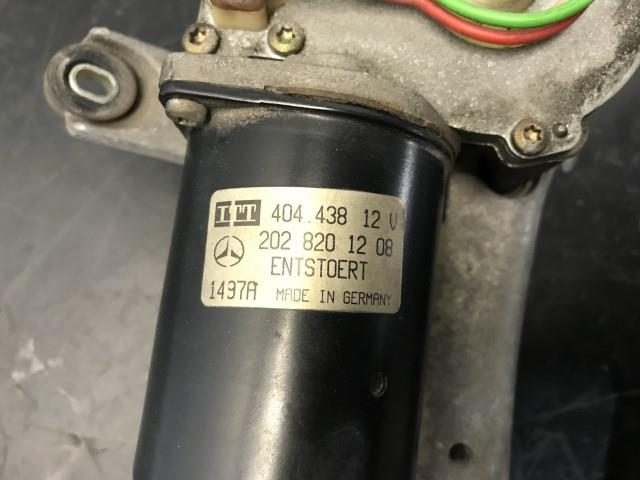 ITT 404.438 12 V
202 820 12 08
ENTSTOERT
1497A MADE IN GERMANY